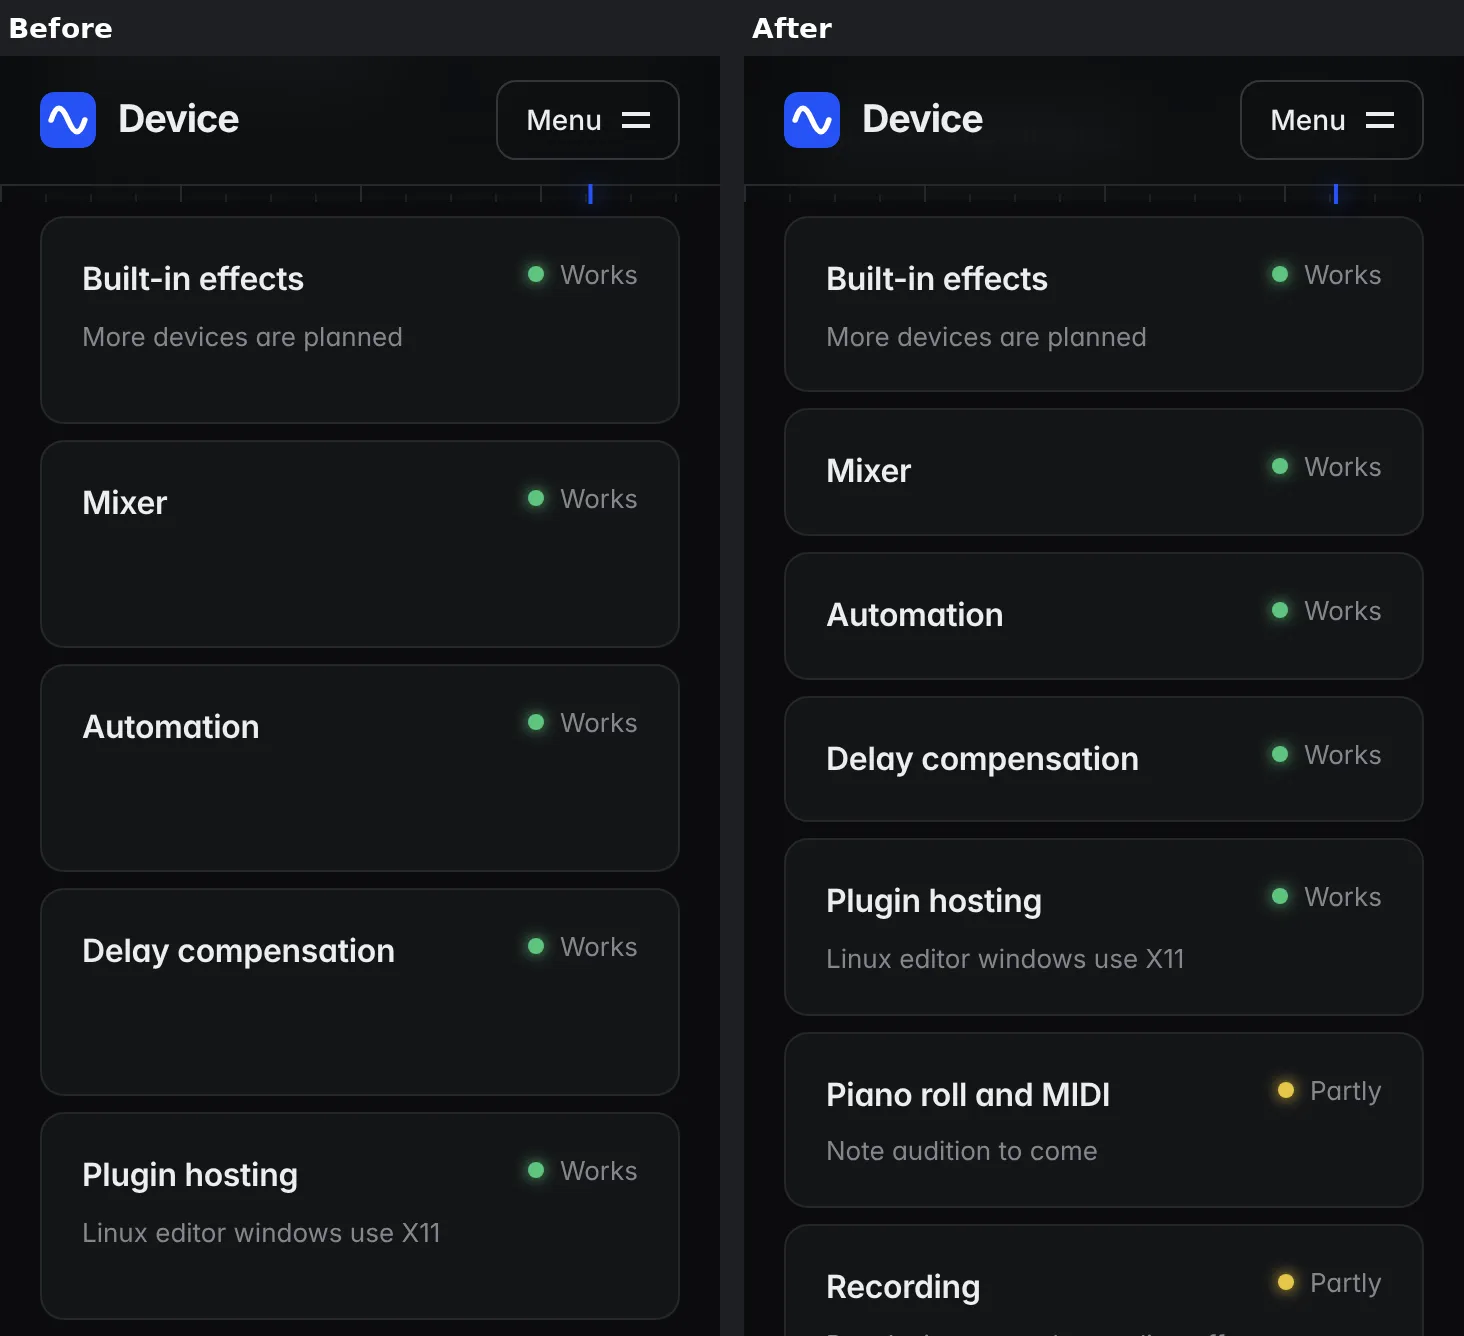 Before
Device
Menu
Built-in effects
Works
More devices are planned
Mixer
Works
Automation
Works
Delay compensation
Works
Plugin hosting
Works
Linux editor windows use X11
After
Device
Menu
Built-in effects
Works
More devices are planned
Mixer
Works
Automation
Works
Delay compensation
Works
Plugin hosting
Works
Linux editor windows use X11
Piano roll and MIDI
Partly
Note audition to come
Recording
Partly